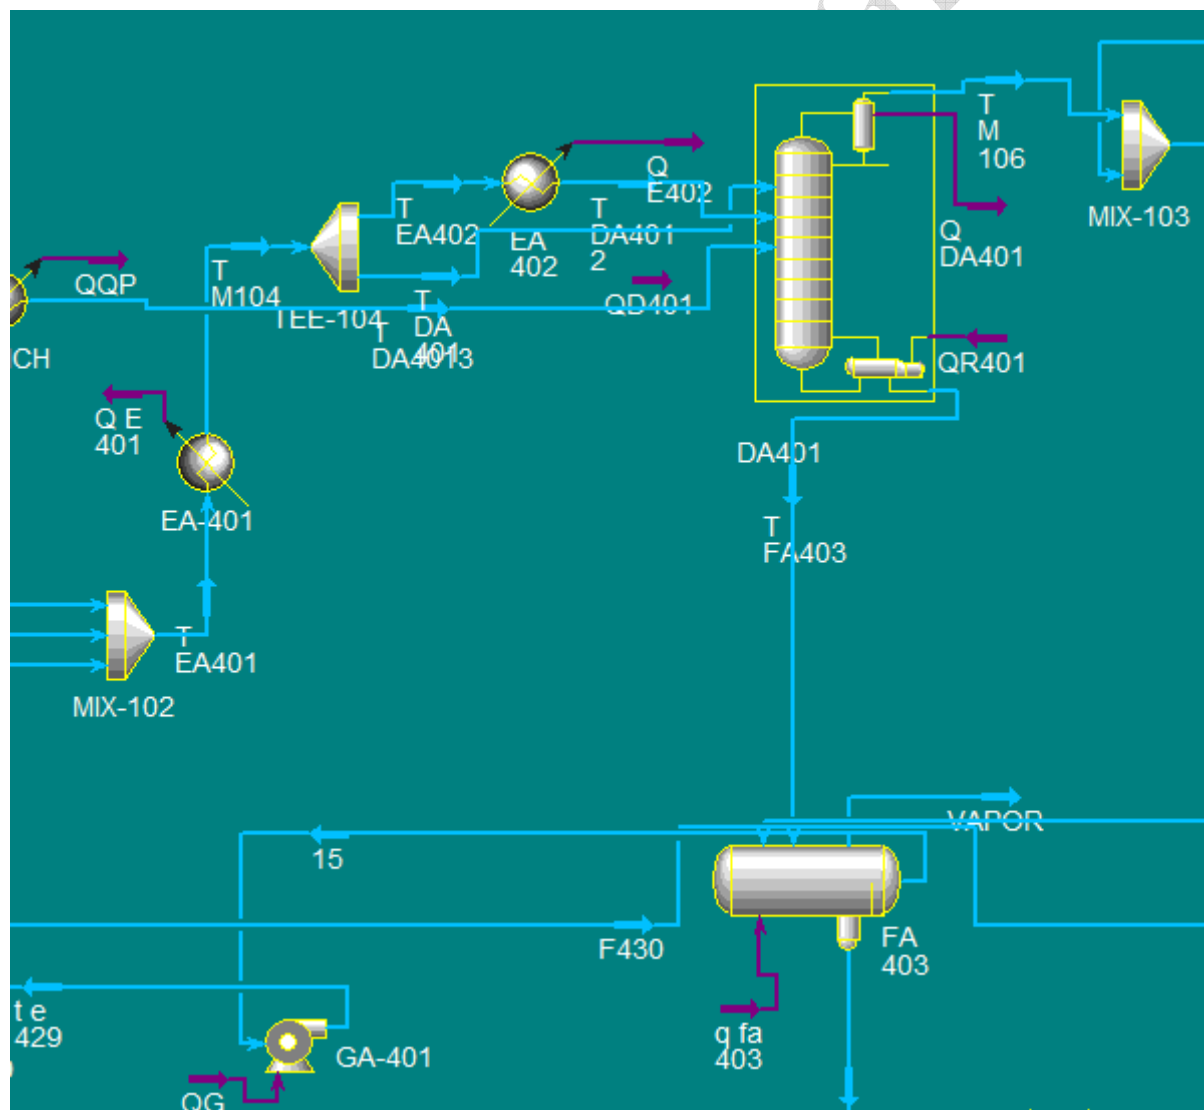 T
M
106
MIX-103
Q
E402
T
EA402
EA
402
T
DA401
2
Q
DA401
T
M104
QQP
TEE-104
T
DA
401
T
DA4013
QD401
CH
QR401
Q E
401
DA401
EA-401
T
FA403
T
EA401
MIX-102
VAPOR
15
F430
FA
403
t e
429
q fa
403
GA-401
QG